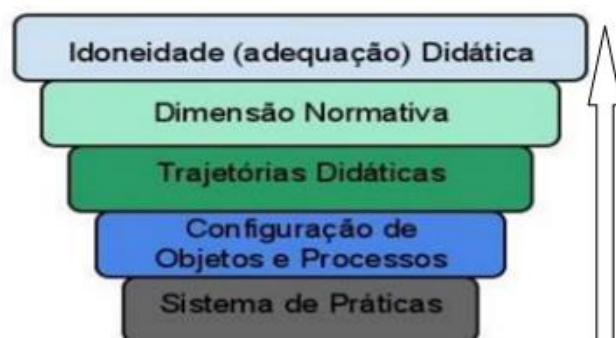 Idoneidade (adequação) Didática
Dimensão Normativa
Trajetórias Didáticas
Configuração de
Objetos e Processos
Sistema de Práticas